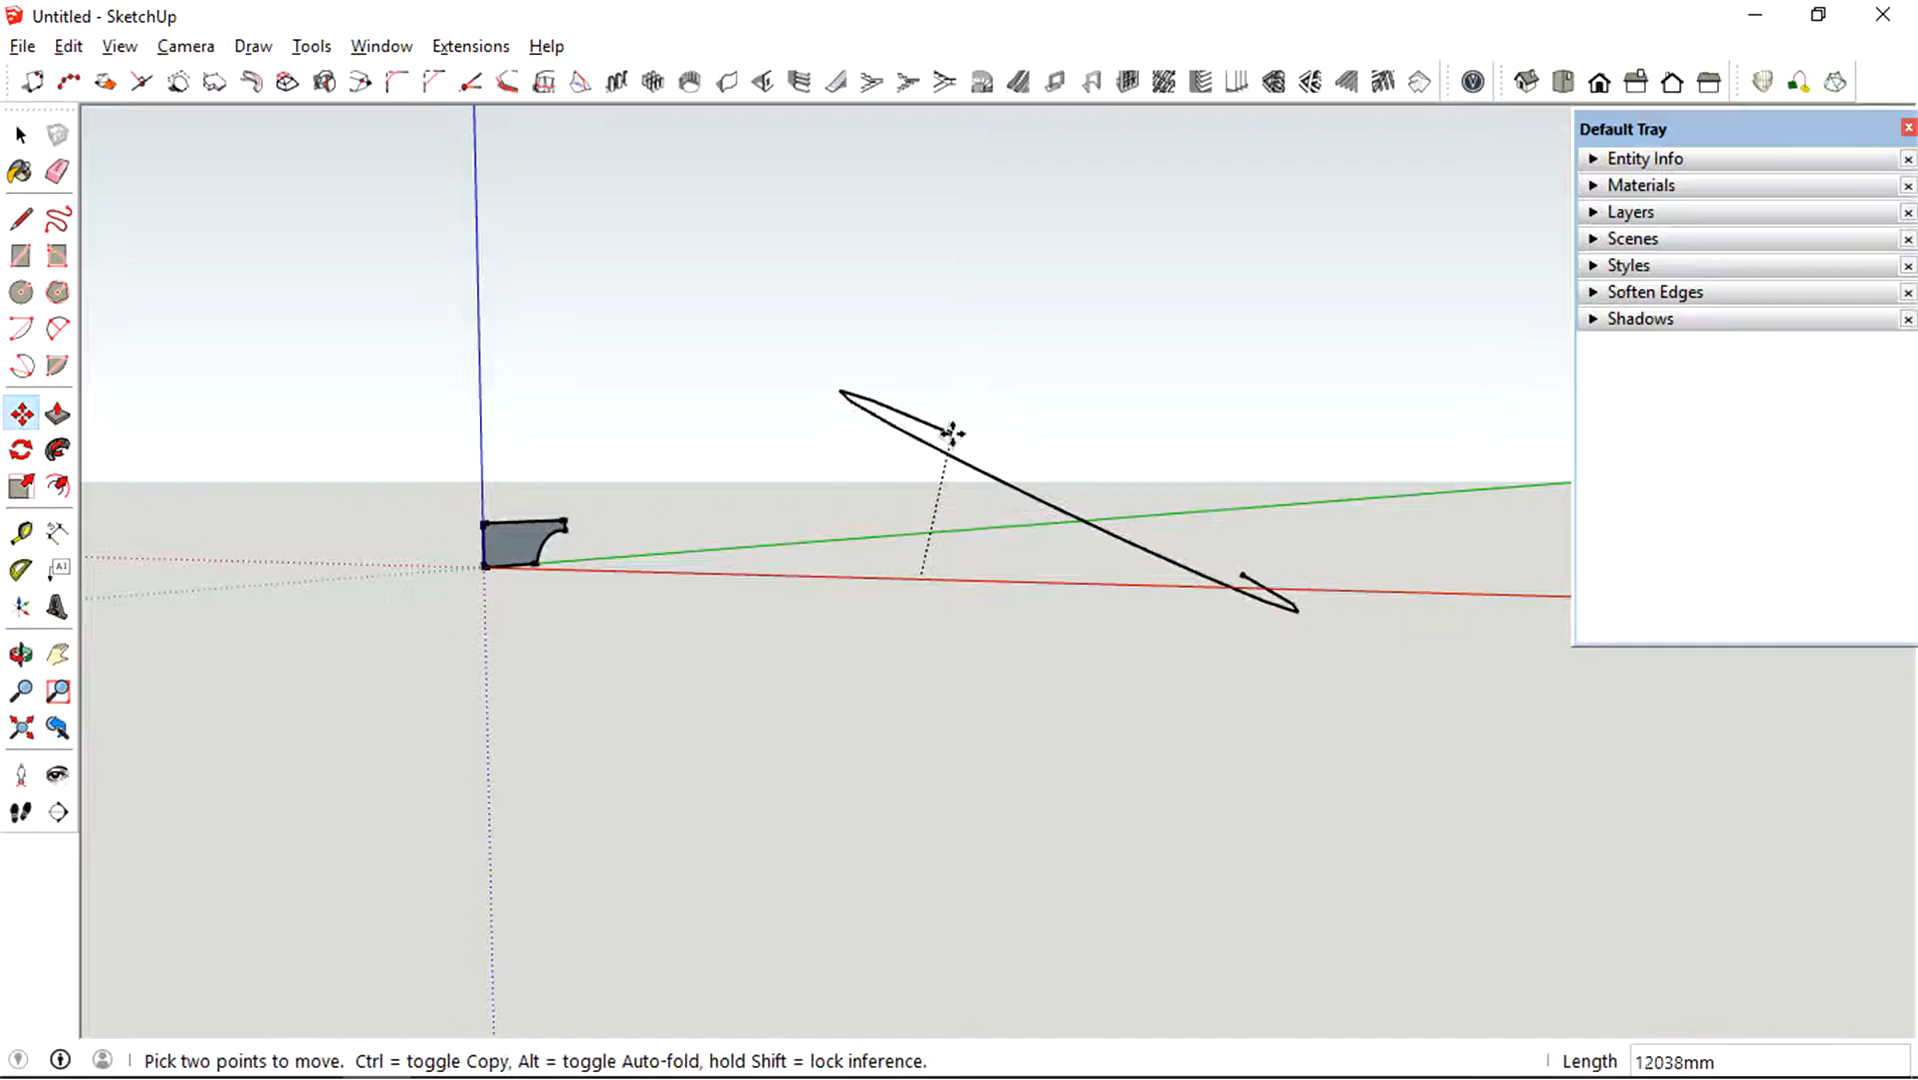 Untitled - SketchUp
File Edit View Camera Draw Tools Window Extensions Help
Default Tray
Entity Info
Materials
Layers
Scenes
Styles
Soften Edges
Shadows
A1
Pick two points to move. Ctrl = toggle Copy, Alt = toggle Auto-fold, hold Shift = lock inference.
Length 12038mm